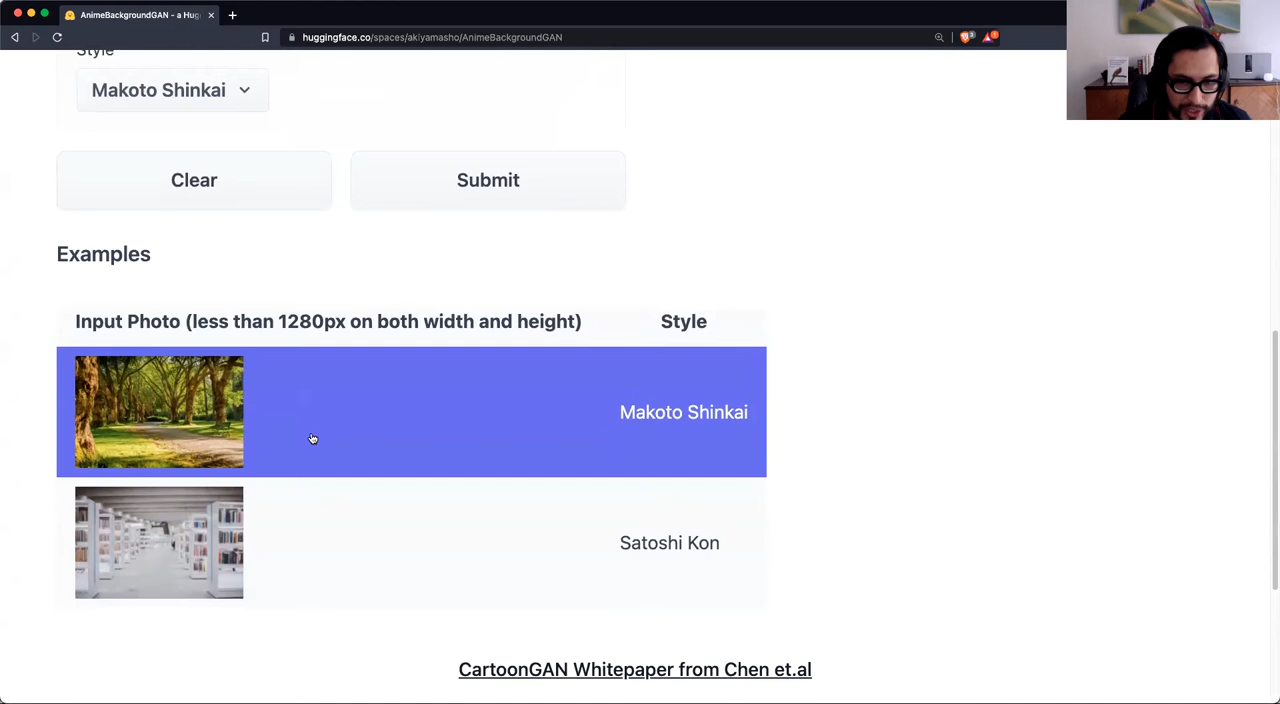 AnimeBackgroundGAN - a Hug
huggingface.co/spaces/akiyamasho/AnimeBackgroundGAN
Style
Makoto Shinkai
Clear
Submit
Examples
Input Photo (less than 1280px on both width and height)
Style
Makoto Shinkai
Satoshi Kon
CartoonGAN Whitepaper from Chen et.al